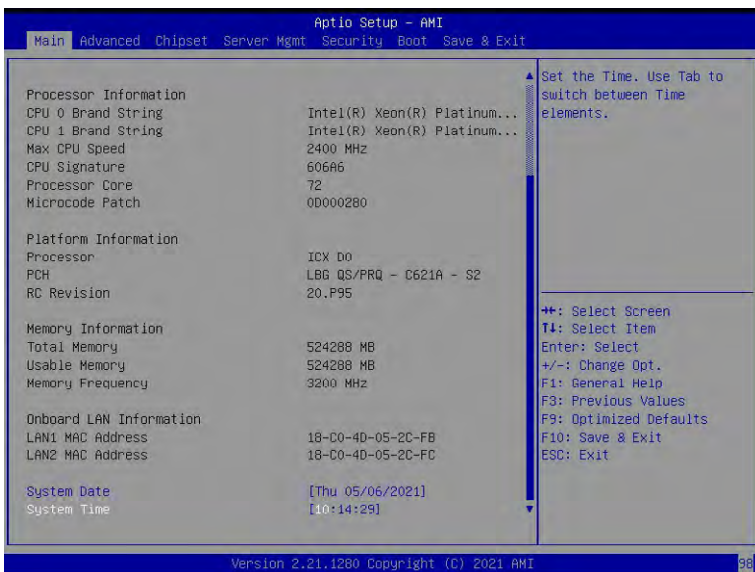 Aptio Setup – AMI
Main Advanced Chipset Server Mgmt Security Boot Save & Exit
Processor Information
CPU 0 Brand String Intel(R) Xeon(R) Platinum...
CPU 1 Brand String Intel(R) Xeon(R) Platinum...
Max CPU Speed 2400 MHz
CPU Signature 606A6
Processor Core 72
Microcode Patch 0D000280
Platform Information
Processor ICX D0
PCH LBG QS/PRQ - C621A - S2
RC Revision 20.P95
Memory Information
Total Memory 524288 MB
Usable Memory 524288 MB
Memory Frequency 3200 MHz
Onboard LAN Information
LAN1 MAC Address 18-C0-4D-05-2C-FB
LAN2 MAC Address 18-C0-4D-05-2C-FC
System Date [Thu 05/06/2021]
System Time [10:14:29]
Set the Time. Use Tab to
switch between Time
elements.
→←: Select Screen
↑↓: Select Item
Enter: Select
+/-: Change Opt.
F1: General Help
F3: Previous Values
F9: Optimized Defaults
F10: Save & Exit
ESC: Exit
Version 2.21.1280 Copyright (C) 2021 AMI
98